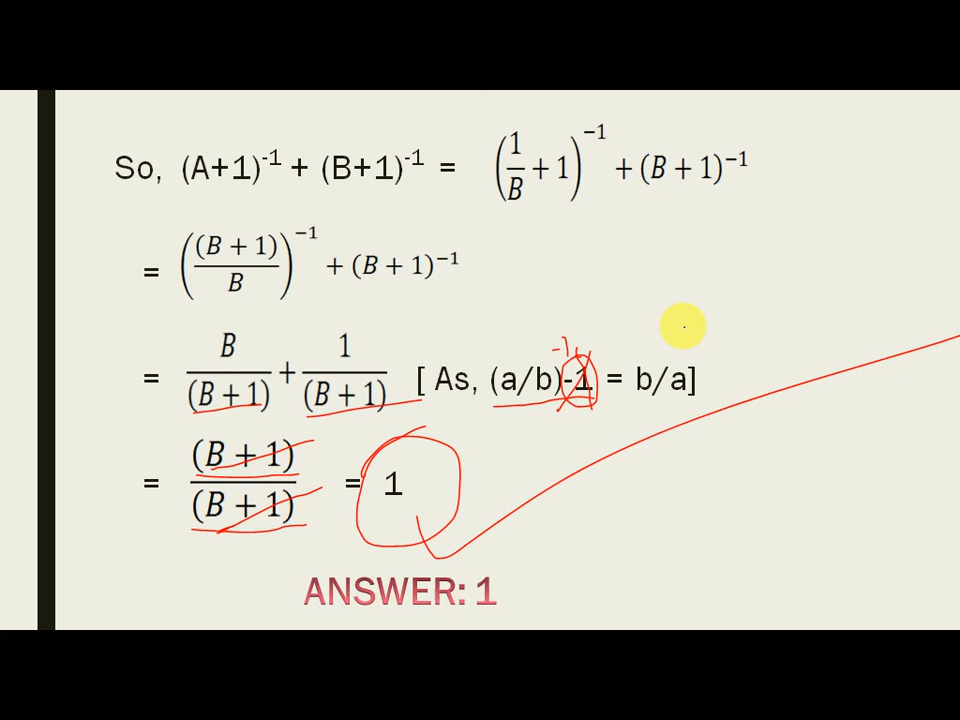 So, (A+1)⁻¹ + (B+1)⁻¹ = (1/B + 1)⁻¹ + (B + 1)⁻¹
= ((B + 1)/B)⁻¹ + (B + 1)⁻¹
= B/(B + 1) + 1/(B + 1) [ As, (a/b)-1 = b/a] -1
= (B + 1)/(B + 1) = 1
ANSWER: 1